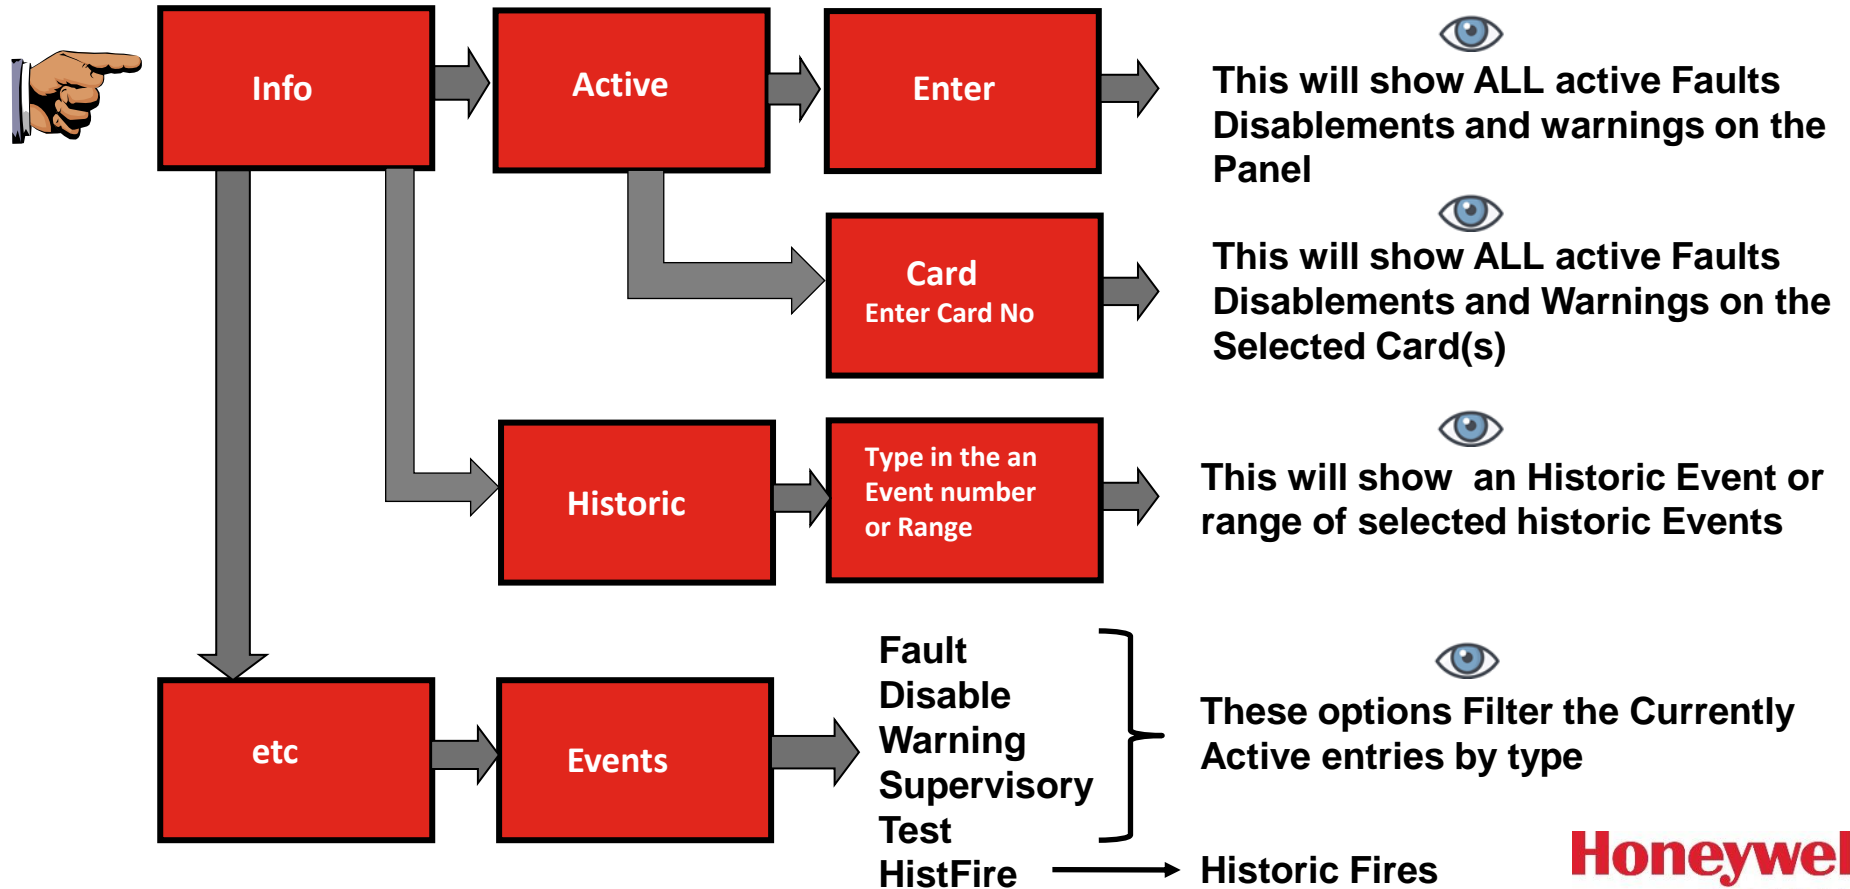 Info
Active
Enter
This will show ALL active Faults
Disablements and warnings on the
Panel
Card
Enter Card No
This will show ALL active Faults
Disablements and Warnings on the
Selected Card(s)
Historic
Type in the an
Event number
or Range
This will show  an Historic Event or
range of selected historic Events
etc
Events
Fault
Disable
Warning
Supervisory
Test
HistFire
These options Filter the Currently
Active entries by type
Historic Fires
Honeywel